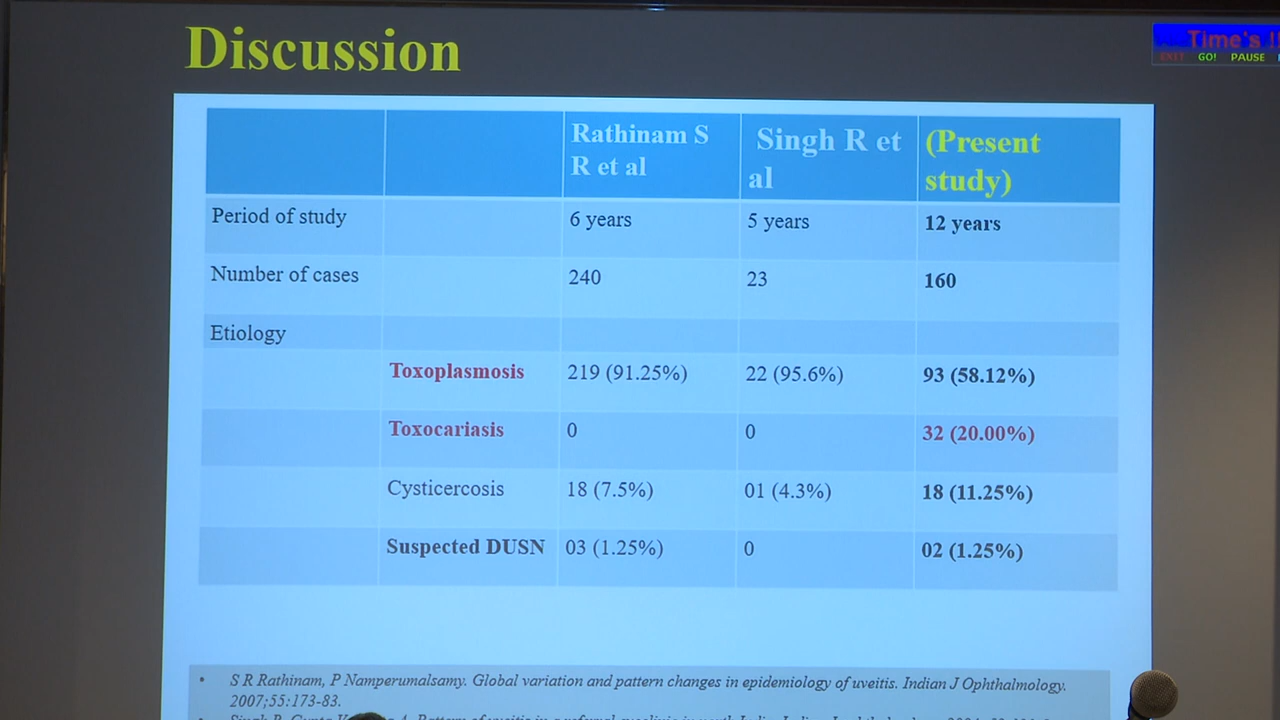 Discussion
Time's
EXIT GO! PAUSE
Rathinam S R et al Singh R et al (Present study)
Period of study 6 years 5 years 12 years
Number of cases 240 23 160
Etiology
Toxoplasmosis 219 (91.25%) 22 (95.6%) 93 (58.12%)
Toxocariasis 0 0 32 (20.00%)
Cysticercosis 18 (7.5%) 01 (4.3%) 18 (11.25%)
Suspected DUSN 03 (1.25%) 0 02 (1.25%)
• S R Rathinam, P Namperumalsamy. Global variation and pattern changes in epidemiology of uveitis. Indian J Ophthalmology.
2007;55:173-83.